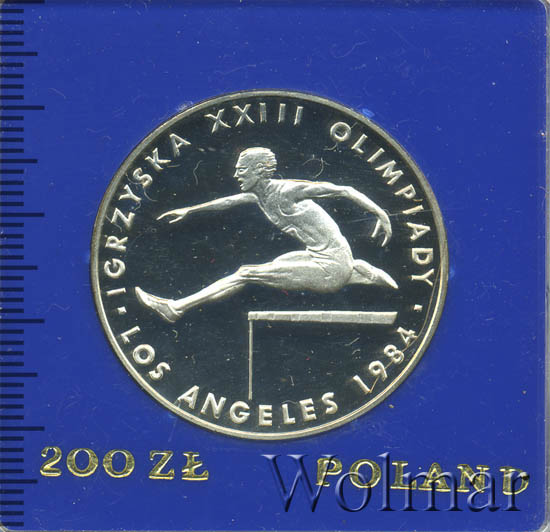 IGRZYSKA XXIII OLIMPIADY
LOS ANGELES 1984
200 ZŁ POLAND
Wolmar